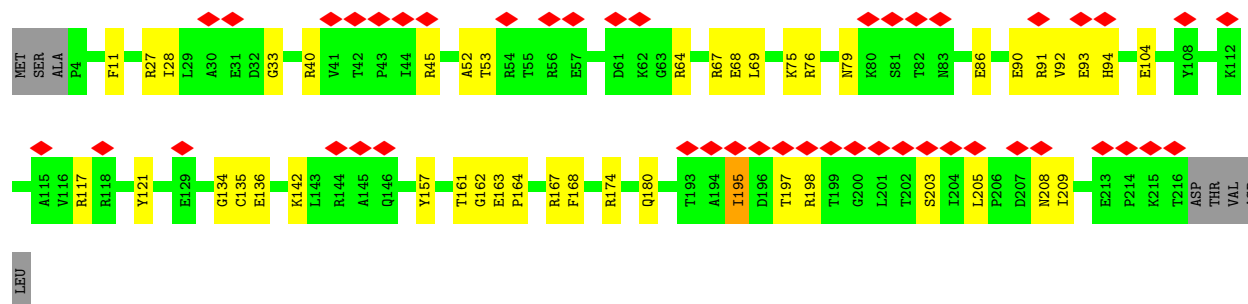 MET SER ALA P4 F11 R27 I28 L29 A30 E31 D32 G33 R40 V41 T42 P43 I44 R45 A52 T53 R54 T55 R56 E57 D61 K62 G63 R64 R67 E68 L69 K75 R76 N79 K80 S81 T82 N83 E86 E90 R91 V92 E93 H94 E104 Y108 K112
A115 V116 R117 R118 Y121 E129 G134 C135 E136 K142 L143 R144 A145 Q146 Y157 T161 G162 E163 P164 R167 F168 R174 Q180 T193 A194 I195 D196 T197 R198 T199 G200 L201 T202 S203 I204 L205 P206 D207 N208 I209 E213 P214 K215 T216 ASP THR VAL
LEU